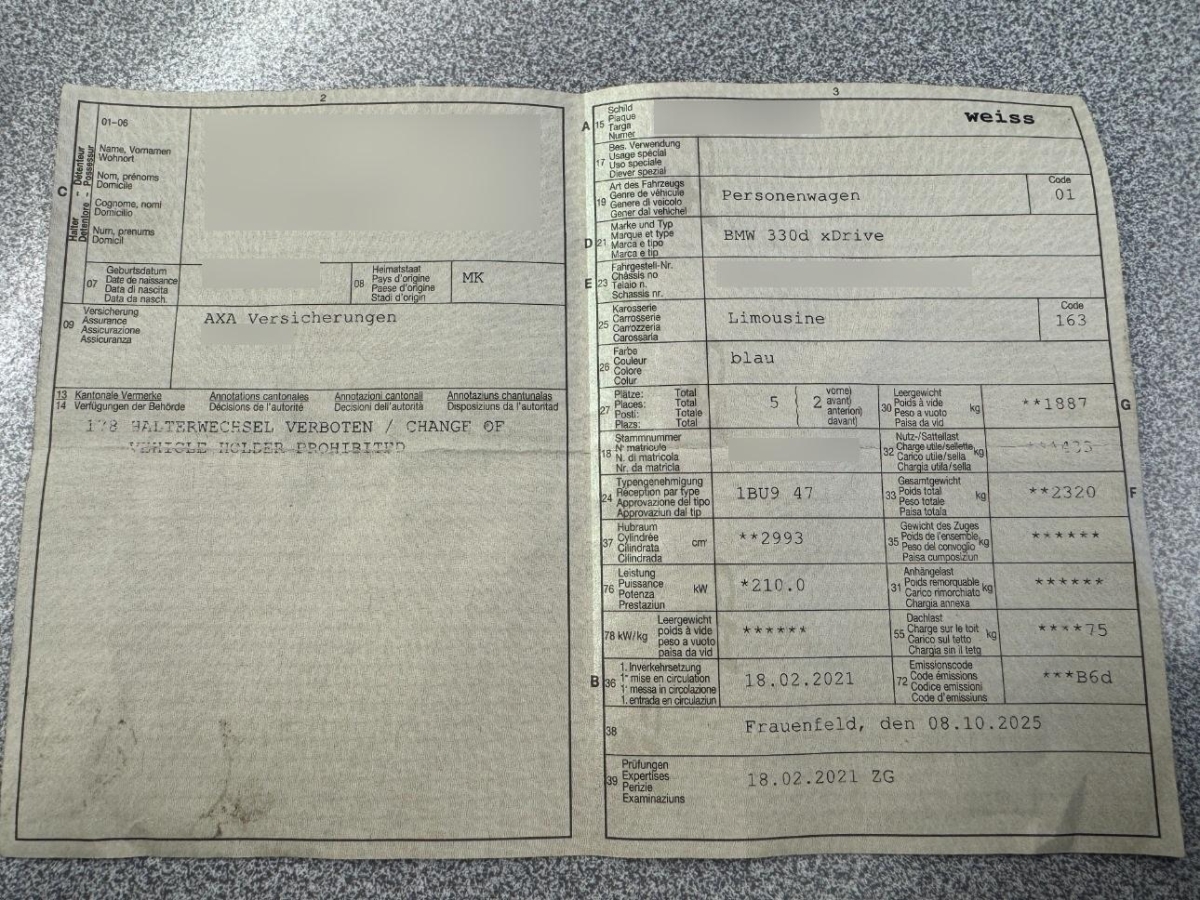 2
01-06
Halter - Détenteur
Detentore - Possessur
C
Name, Vornamen
Wohnort
Nom, prénoms
Domicile
Cognome, nomi
Domicilio
Num, prenums
Domicil
07
Geburtsdatum
Date de naissance
Data di nascita
Data da nasch.
08
Heimatstaat
Pays d'origine
Paese d'origine
Stadi d'origin
MK
09
Versicherung
Assurance
Assicurazione
Assicuranza
AXA Versicherungen
13 Kantonale Vermerke Annotations cantonales Annotazioni cantonali Annotaziuns chantunalas
14 Verfügungen der Behörde Décisions de l'autorité Decisioni dell'autorità Disposiziuns da l'autoritad
178 HALTERWECHSEL VERBOTEN / CHANGE OF
VEHICLE HOLDER PROHIBITED
3
A 15
Schild
Plaque
Targa
Numer
weiss
17
Bes. Verwendung
Usage spécial
Uso speciale
Diever spezial
19
Art des Fahrzeugs
Genre de véhicule
Genere di veicolo
Gener dal vehichel
Personenwagen
Code
01
D 21
Marke und Typ
Marque et type
Marca e tipo
Marca e tip
BMW 330d xDrive
E 23
Fahrgestell-Nr.
Châssis no
Telaio n.
Schassis nr.
25
Karosserie
Carrosserie
Carrozzeria
Carossaria
Limousine
Code
163
26
Farbe
Couleur
Colore
Colur
blau
27
Plätze: Total
Places: Total
Posti: Totale
Plazs: Total
5
2
vorne)
avant)
anteriori)
davant)
30
Leergewicht
Poids à vide
Peso a vuoto
Paisa da vid
kg
**1887
G
18
Stammnummer
N° matricule
N. di matricola
Nr. da matricla
32
Nutz-/Sattellast
Charge utile/sellette
Carico utile/sella
Chargia utila/sella
kg
24
Typengenehmigung
Réception par type
Approvazione del tipo
Approvaziun dal tip
1BU9 47
33
Gesamtgewicht
Poids total
Peso totale
Paisa totala
kg
**2320
F
37
Hubraum
Cylindrée
Cilindrata
Cilindrada
cm³
**2993
35
Gewicht des Zuges
Poids de l'ensemble
Peso del convoglio
Paisa cumposiziun
kg
******
76
Leistung
Puissance
Potenza
Prestaziun
kW
*210.0
31
Anhängelast
Poids remorquable
Carico rimorchiato
Chargia annexa
kg
******
78 kW/kg
Leergewicht
poids à vide
peso a vuoto
paisa da vid
******
55
Dachlast
Charge sur le toit
Carico sul tetto
Chargia sin il tetg
kg
****75
B 36
1. Inverkehrsetzung
1re mise en circulation
1a messa in circolazione
1. entrada en circulaziun
18.02.2021
72
Emissionscode
Code émissions
Codice emissioni
Code d'emissiuns
***B6d
38
Frauenfeld, den 08.10.2025
39
Prüfungen
Expertises
Perizie
Examinaziuns
18.02.2021 ZG